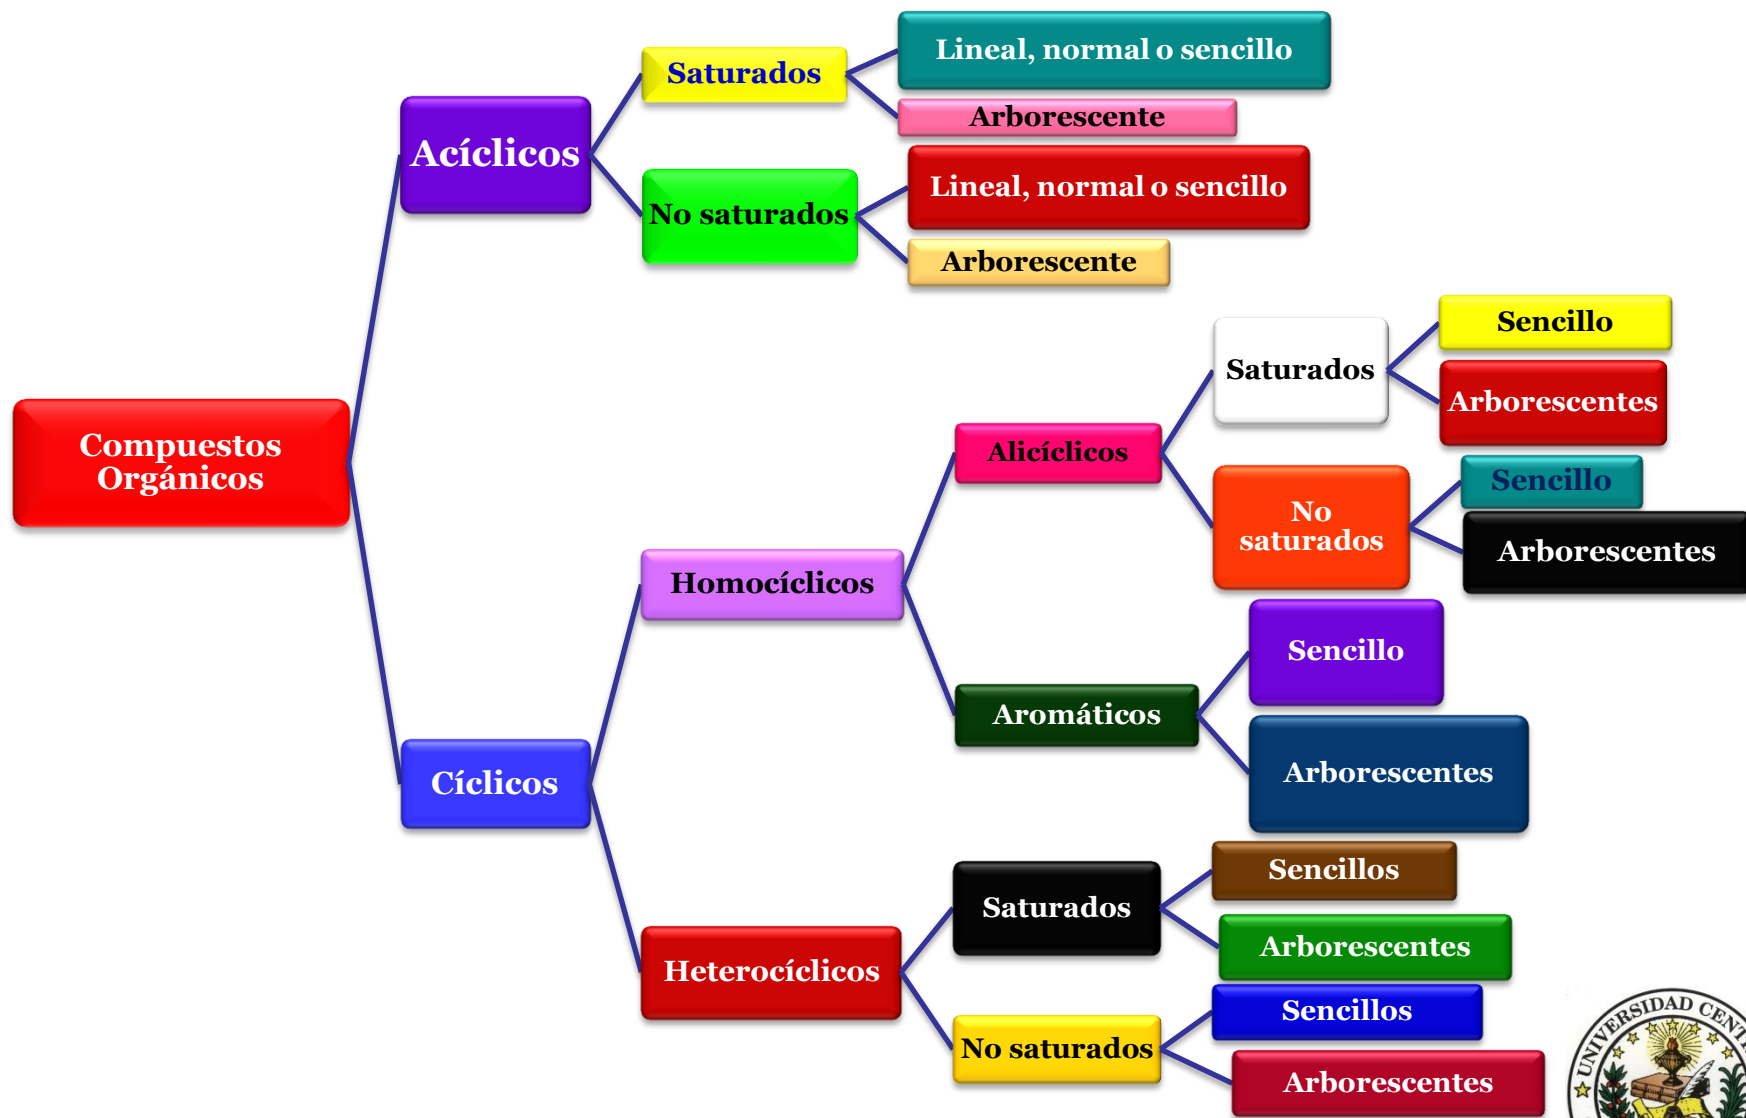 Compuestos
Orgánicos
Acíclicos
Saturados
Lineal, normal o sencillo
Arborescente
No saturados
Lineal, normal o sencillo
Arborescente
Cíclicos
Homocíclicos
Alicíclicos
Saturados
Sencillo
Arborescentes
No
saturados
Sencillo
Arborescentes
Aromáticos
Sencillo
Arborescentes
Heterocíclicos
Saturados
Sencillos
Arborescentes
No saturados
Sencillos
Arborescentes